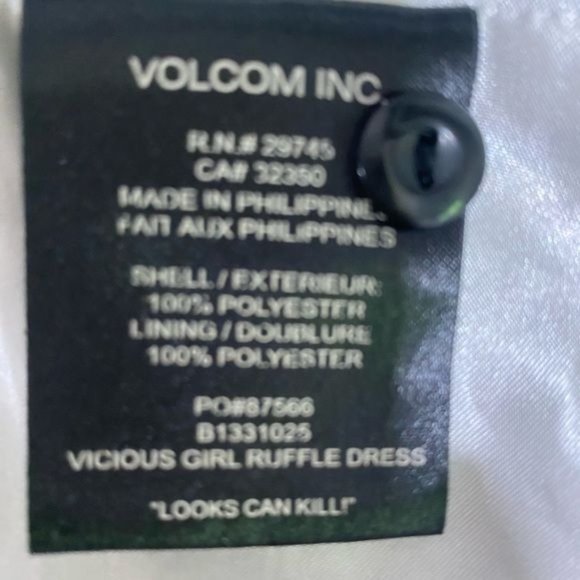 VOLCOM INC
R.N.# 29745
CA# 32350
MADE IN PHILIPPINE
FAIT AUX PHILIPPINES
SHELL / EXTERIEUR:
100% POLYESTER
LINING / DOUBLURE
100% POLYESTER
PO#87566
B1331025
VICIOUS GIRL RUFFLE DRESS
"LOOKS CAN KILL!"